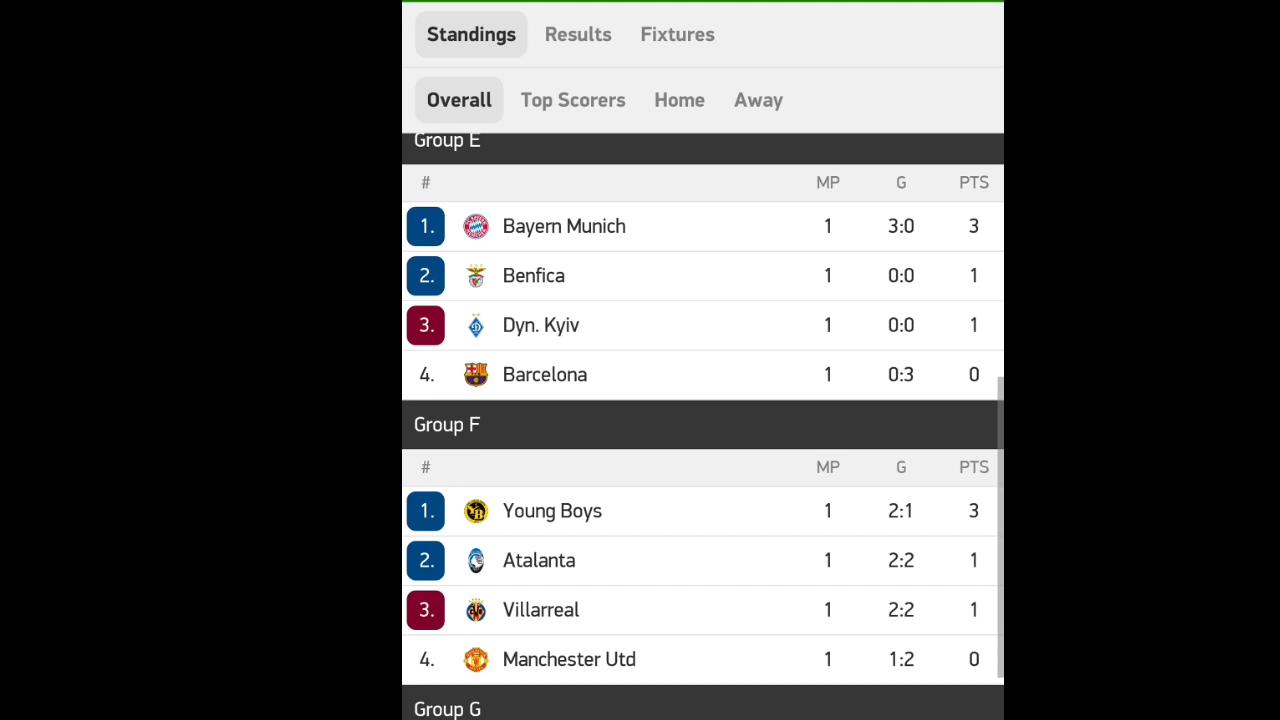 Standings Results Fixtures
Overall Top Scorers Home Away
Group E
# MP G PTS
1. Bayern Munich 1 3:0 3
2. Benfica 1 0:0 1
3. Dyn. Kyiv 1 0:0 1
4. Barcelona 1 0:3 0
Group F
# MP G PTS
1. Young Boys 1 2:1 3
2. Atalanta 1 2:2 1
3. Villarreal 1 2:2 1
4. Manchester Utd 1 1:2 0
Group G